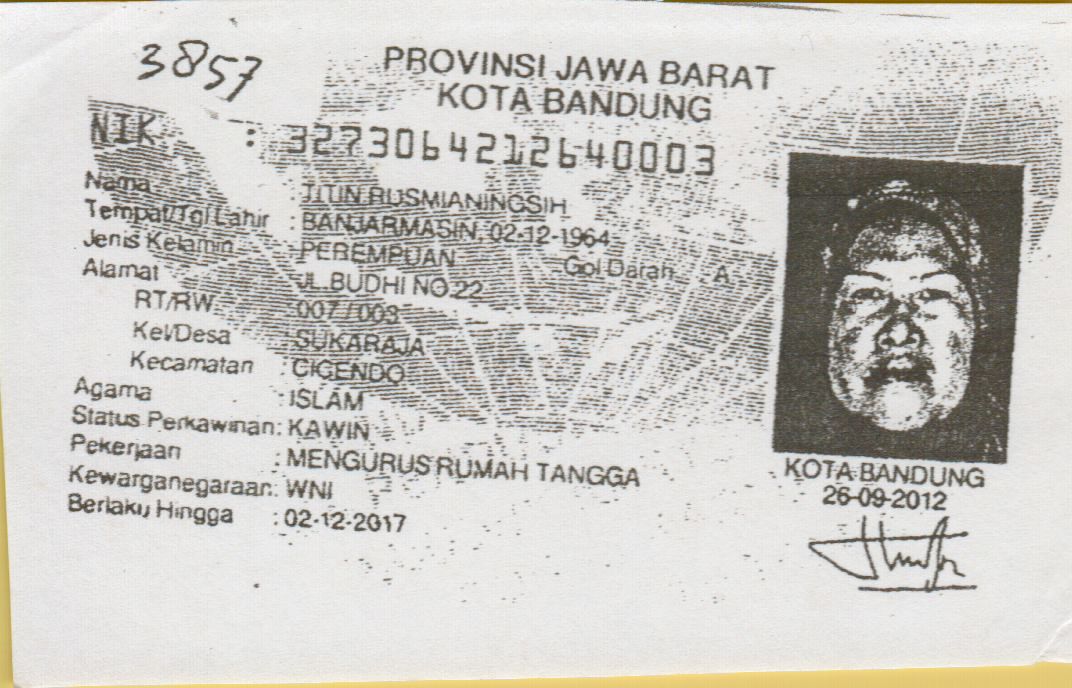 3857
PROVINSI JAWA BARAT
KOTA BANDUNG
NIK : 3273064212640003
Nama : TITIN RUSMIANINGSIH
Tempat/Tgl Lahir : BANJARMASIN, 02-12-1964
Jenis Kelamin : PEREMPUAN Gol Darah A
Alamat JL. BUDHI NO 22
RT/RW 007 / 003
Kel/Desa : SUKARAJA
Kecamatan : CICENDO
Agama : ISLAM
Status Perkawinan: KAWIN
Pekerjaan : MENGURUS RUMAH TANGGA
Kewarganegaraan: WNI
Berlaku Hingga : 02-12-2017
KOTA BANDUNG
26-09-2012